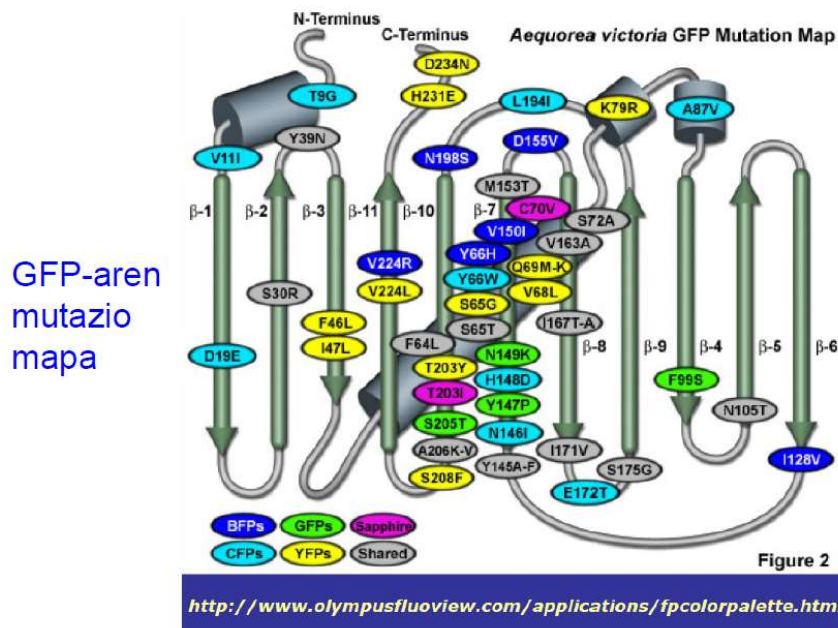 N-Terminus
C-Terminus
Aequorea victoria GFP Mutation Map
D234N
T9G
H231E
L194I
K79R
A87V
Y39N
D155V
V11I
N198S
M153T
β-1
β-2
β-3
β-11
β-10
β-7
C70V
S72A
V150I
V163A
GFP-aren
mutazio
mapa
V224R
Y66H
Q69M-K
Y66W
V224L
V68L
S30R
S65G
F46L
S65T
I167T-A
I47L
F64L
D19E
N149K
β-8
β-9
β-4
β-5
β-6
T203Y
H148D
F99S
T203I
Y147P
N105T
S205T
N146I
A206K-V
Y145A-F
I171V
S175G
I128V
S208F
E172T
BFPs
GFPs
Sapphire
CFPs
YFPs
Shared
Figure 2
http://www.olympusfluoview.com/applications/fpcolorpalette.htm